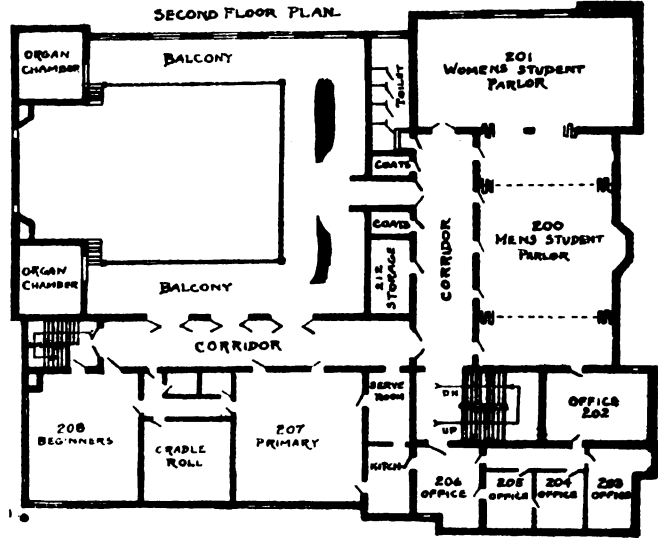 SECOND FLOOR PLAN
ORGAN
CHAMBER
BALCONY
TOILET
201
WOMENS STUDENT
PARLOR
COATS
COATS
212
STORAGE
CORRIDOR
200
MENS STUDENT
PARLOR
ORGAN
CHAMBER
BALCONY
CORRIDOR
208
BEGINNERS
CRADLE
ROLL
207
PRIMARY
SERVE
ROOM
DN
UP
OFFICE
202
KITCH
206
OFFICE
205
OFFICE
204
OFFICE
203
OFFICE